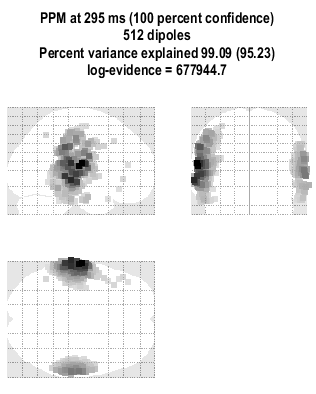 PPM at 295 ms (100 percent confidence)
512 dipoles
Percent variance explained 99.09 (95.23)
log-evidence = 677944.7